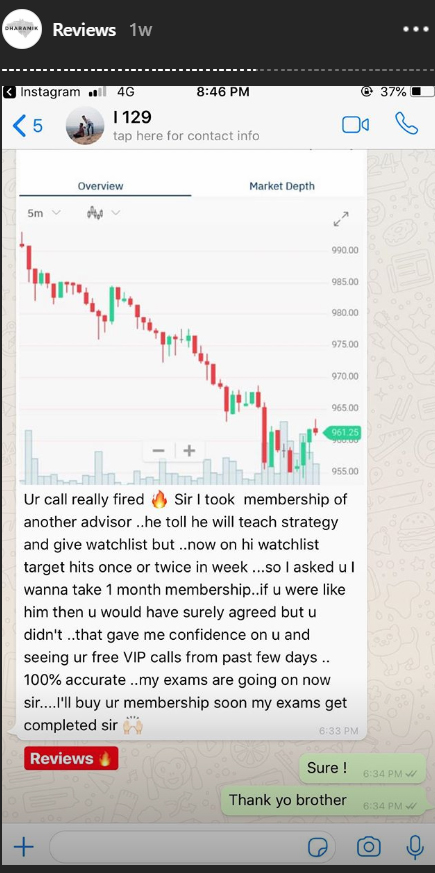 DHARANIK
Reviews 1w
Instagram 4G 8:46 PM 37%
5
I 129
tap here for contact info
Overview Market Depth
5m
990.00
985.00
980.00
975.00
970.00
965.00
961.25
955.00
Ur call really fired 🔥 Sir I took membership of
another advisor ..he toll he will teach strategy
and give watchlist but ..now on hi watchlist
target hits once or twice in week ...so I asked u I
wanna take 1 month membership..if u were like
him then u would have surely agreed but u
didn't ..that gave me confidence on u and
seeing ur free VIP calls from past few days ..
100% accurate ..my exams are going on now
sir....I'll buy ur membership soon my exams get
completed sir 🙌🏻
6:33 PM
Reviews🔥
Sure ! 6:34 PM
Thank yo brother 6:34 PM